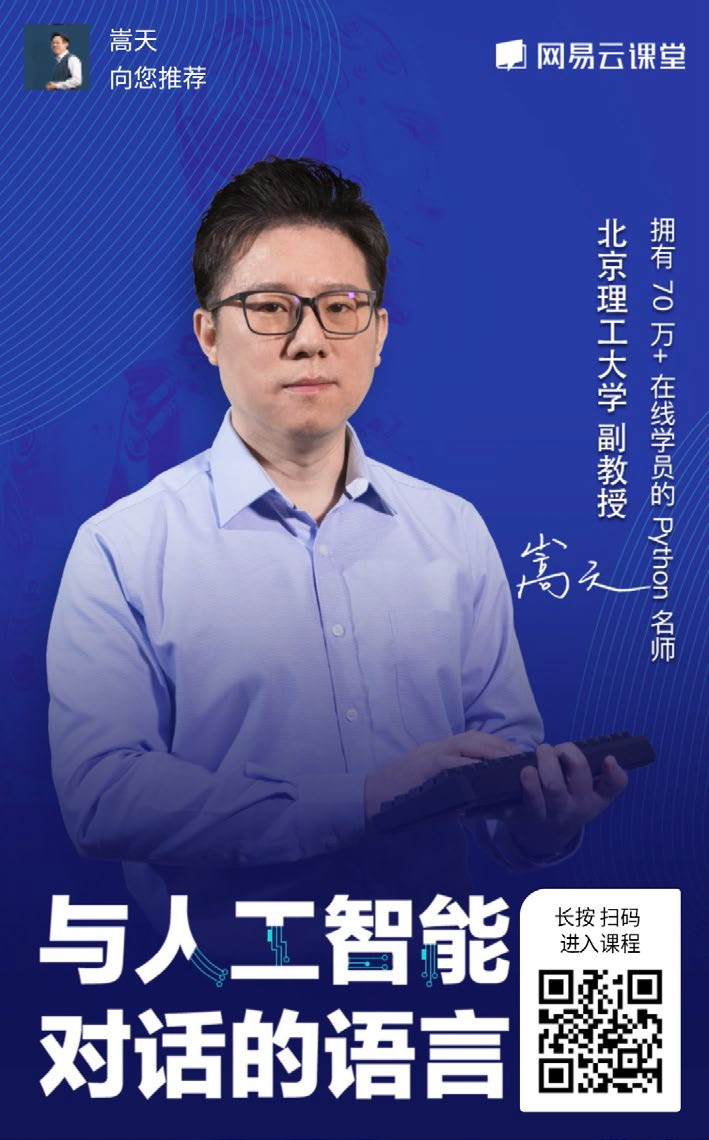 嵩天
向您推荐
网易云课堂
拥有 70 万+ 在线学员的 Python 名师
北京理工大学 副教授
嵩天
与人工智能
对话的语言
长按 扫码
进入课程